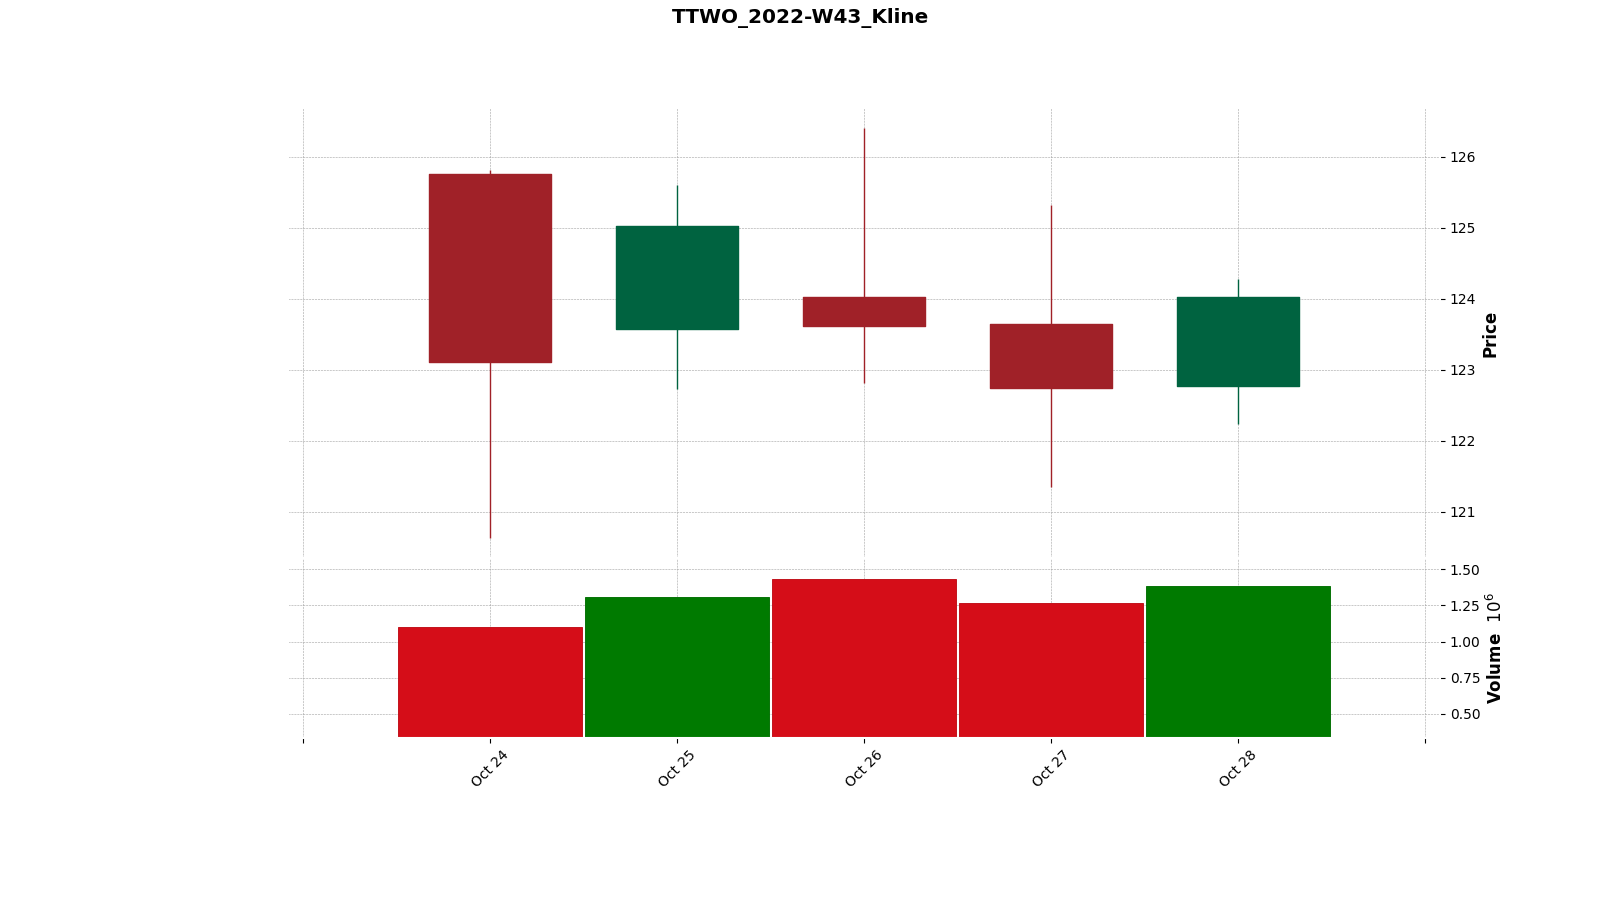 TTWO_2022-W43_Kline
126
125
124
123
122
121
Price
1.50
1.25
1.00
0.75
0.50
Volume 10^6
Oct 24
Oct 25
Oct 26
Oct 27
Oct 28